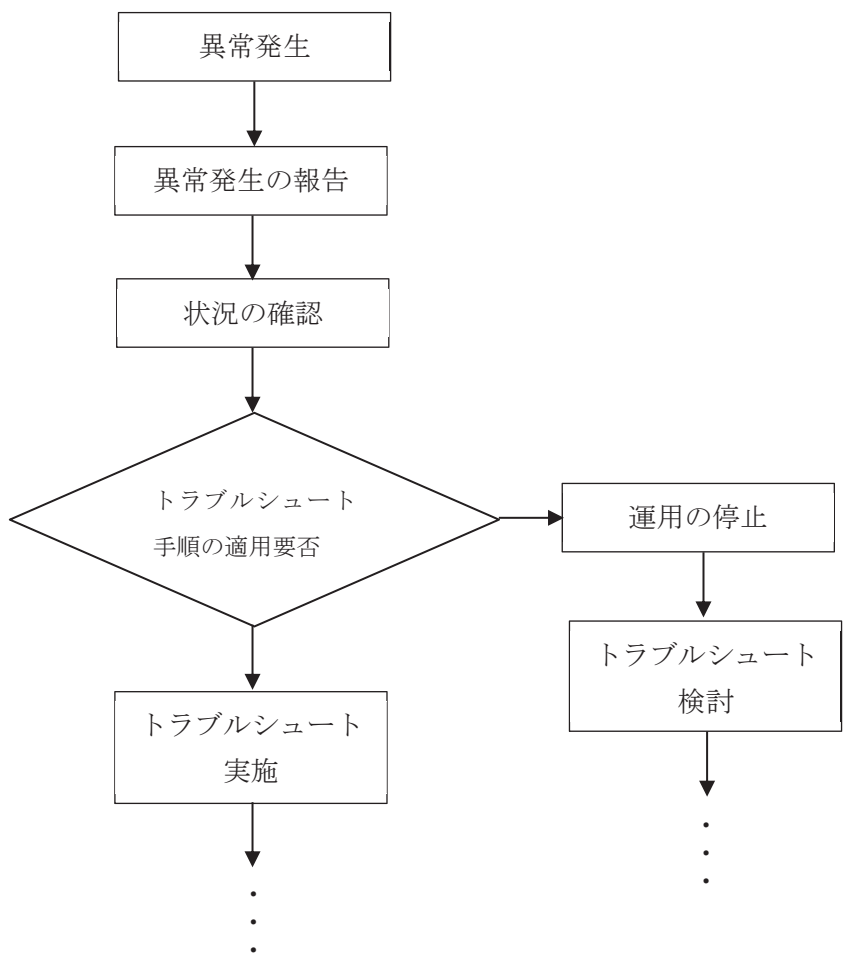 異常発生
異常発生の報告
状況の確認
トラブルシュート
手順の適用要否
運用の停止
トラブルシュート
検討
トラブルシュート
実施